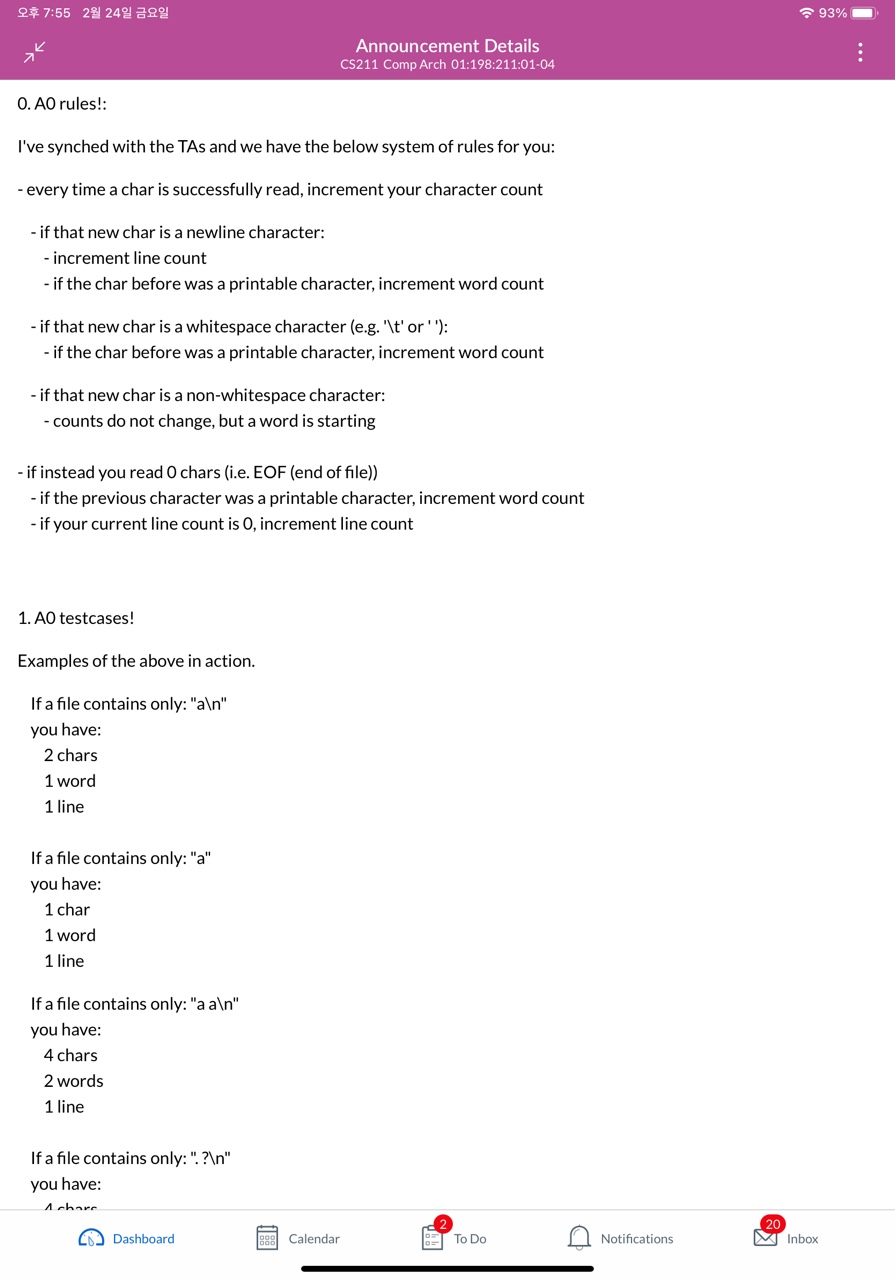 오후 7:55 2월 24일 금요일 93%
Announcement Details
CS211 Comp Arch 01:198:211:01-04
0. A0 rules!:
I've synched with the TAs and we have the below system of rules for you:
- every time a char is successfully read, increment your character count
- if that new char is a newline character:
- increment line count
- if the char before was a printable character, increment word count
- if that new char is a whitespace character (e.g. '\t' or ' '):
- if the char before was a printable character, increment word count
- if that new char is a non-whitespace character:
- counts do not change, but a word is starting
- if instead you read 0 chars (i.e. EOF (end of file))
- if the previous character was a printable character, increment word count
- if your current line count is 0, increment line count
1. A0 testcases!
Examples of the above in action.
If a file contains only: "a\n"
you have:
2 chars
1 word
1 line
If a file contains only: "a"
you have:
1 char
1 word
1 line
If a file contains only: "a a\n"
you have:
4 chars
2 words
1 line
If a file contains only: ". ?\n"
you have:
4 chars
Dashboard
Calendar
2
To Do
Notifications
20
Inbox